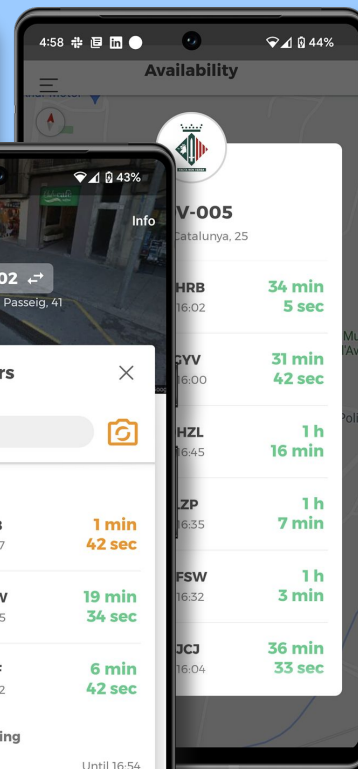 4:58
44%
Availability
V-005
Catalunya, 25
HRB
34 min
16:02
5 sec
GYV
31 min
16:00
42 sec
HZL
1 h
16:45
16 min
ZP
1 h
16:35
7 min
FSW
1 h
16:32
3 min
JCJ
36 min
16:04
33 sec
43%
Info
02
Passeig, 41
rs
1 min
42 sec
19 min
34 sec
6 min
42 sec
ing
Until 16:54